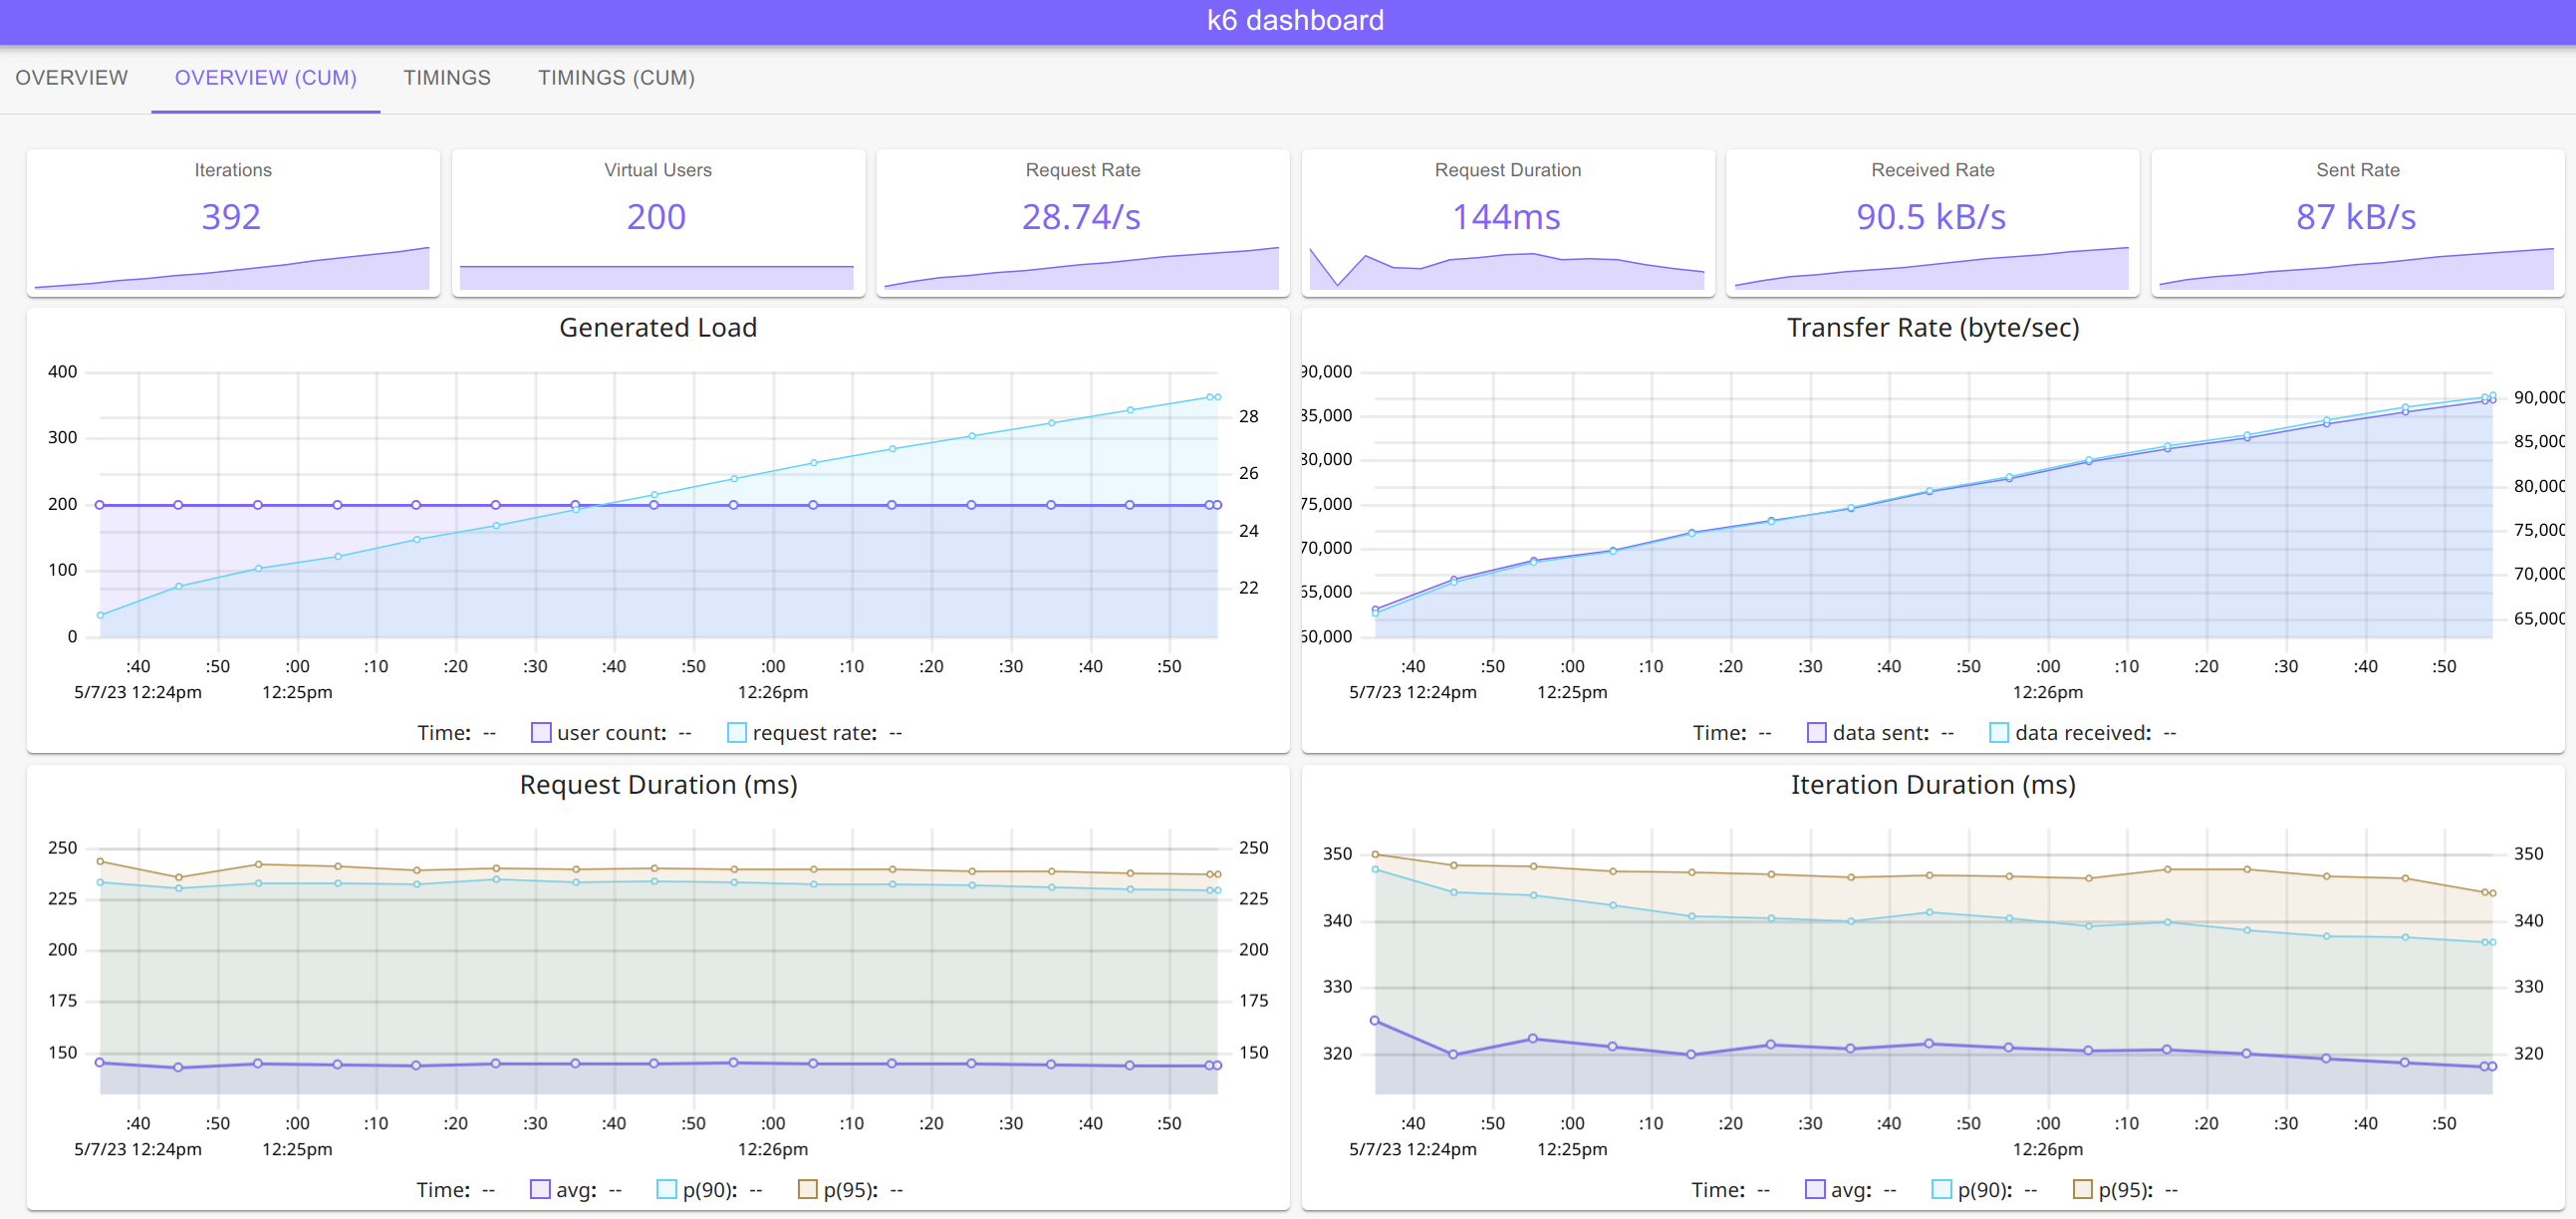 k6 dashboard
OVERVIEW OVERVIEW (CUM) TIMINGS TIMINGS (CUM)
Iterations Virtual Users Request Rate Request Duration Received Rate Sent Rate
392 200 28.74/s 144ms 90.5 kB/s 87 kB/s
Generated Load
400
300
200
100
0
28
26
24
22
:40 :50 :00 :10 :20 :30 :40 :50 :00 :10 :20 :30 :40 :50
5/7/23 12:24pm 12:25pm 12:26pm
Time: -- user count: -- request rate: --
Transfer Rate (byte/sec)
90,000
85,000
80,000
75,000
70,000
65,000
60,000
90,000
85,000
80,000
75,000
70,000
65,000
:40 :50 :00 :10 :20 :30 :40 :50 :00 :10 :20 :30 :40 :50
5/7/23 12:24pm 12:25pm 12:26pm
Time: -- data sent: -- data received: --
Request Duration (ms)
250
225
200
175
150
250
225
200
175
150
:40 :50 :00 :10 :20 :30 :40 :50 :00 :10 :20 :30 :40 :50
5/7/23 12:24pm 12:25pm 12:26pm
Time: -- avg: -- p(90): -- p(95): --
Iteration Duration (ms)
350
340
330
320
350
340
330
320
:40 :50 :00 :10 :20 :30 :40 :50 :00 :10 :20 :30 :40 :50
5/7/23 12:24pm 12:25pm 12:26pm
Time: -- avg: -- p(90): -- p(95): --